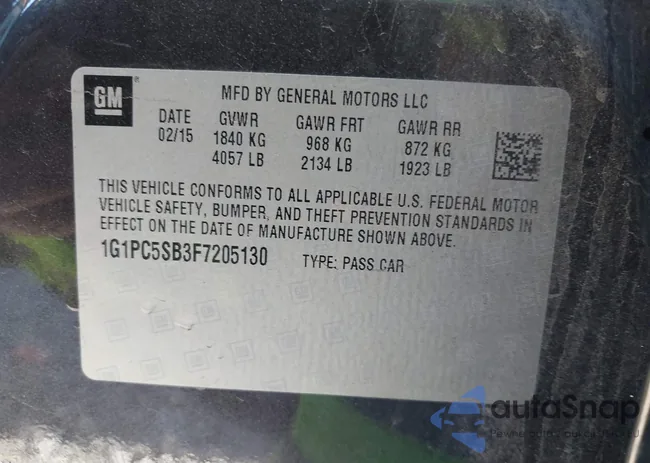 GM
MFD BY GENERAL MOTORS LLC
DATE GVWR GAWR FRT GAWR RR
02/15 1840 KG 968 KG 872 KG
4057 LB 2134 LB 1923 LB
THIS VEHICLE CONFORMS TO ALL APPLICABLE U.S. FEDERAL MOTOR
VEHICLE SAFETY, BUMPER, AND THEFT PREVENTION STANDARDS IN
EFFECT ON THE DATE OF MANUFACTURE SHOWN ABOVE.
1G1PC5SB3F7205130 TYPE: PASS CAR
autoSnap